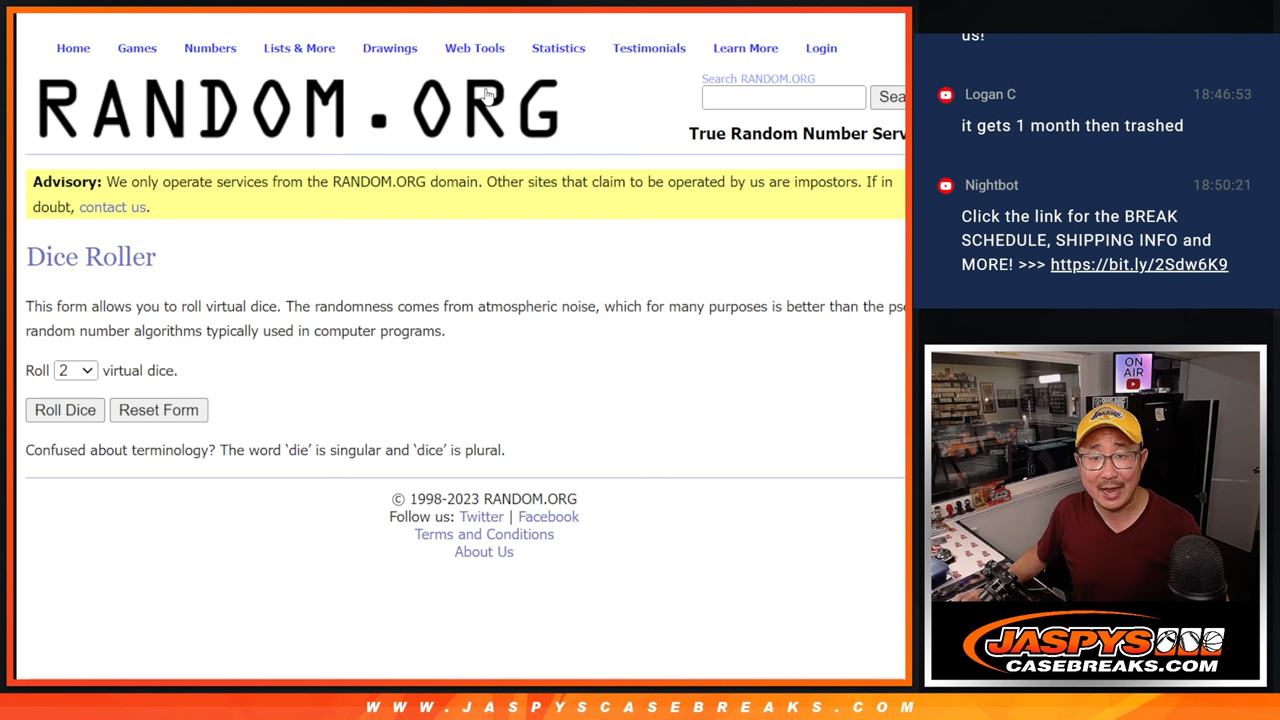 Home Games Numbers Lists & More Drawings Web Tools Statistics Testimonials Learn More Login
RANDOM.ORG
Search RANDOM.ORG
Sea
True Random Number Serv
Advisory: We only operate services from the RANDOM.ORG domain. Other sites that claim to be operated by us are impostors. If in
doubt, contact us.
Dice Roller
This form allows you to roll virtual dice. The randomness comes from atmospheric noise, which for many purposes is better than the pse
random number algorithms typically used in computer programs.
Roll 2 virtual dice.
Roll Dice Reset Form
Confused about terminology? The word ‘die’ is singular and ‘dice’ is plural.
© 1998-2023 RANDOM.ORG
Follow us: Twitter | Facebook
Terms and Conditions
About Us
us!
Logan C 18:46:53
it gets 1 month then trashed
Nightbot 18:50:21
Click the link for the BREAK
SCHEDULE, SHIPPING INFO and
MORE! >>> https://bit.ly/2Sdw6K9
ON
AIR
JASPYS
CASEBREAKS.COM
WWW.JASPYSCASEBREAKS.COM